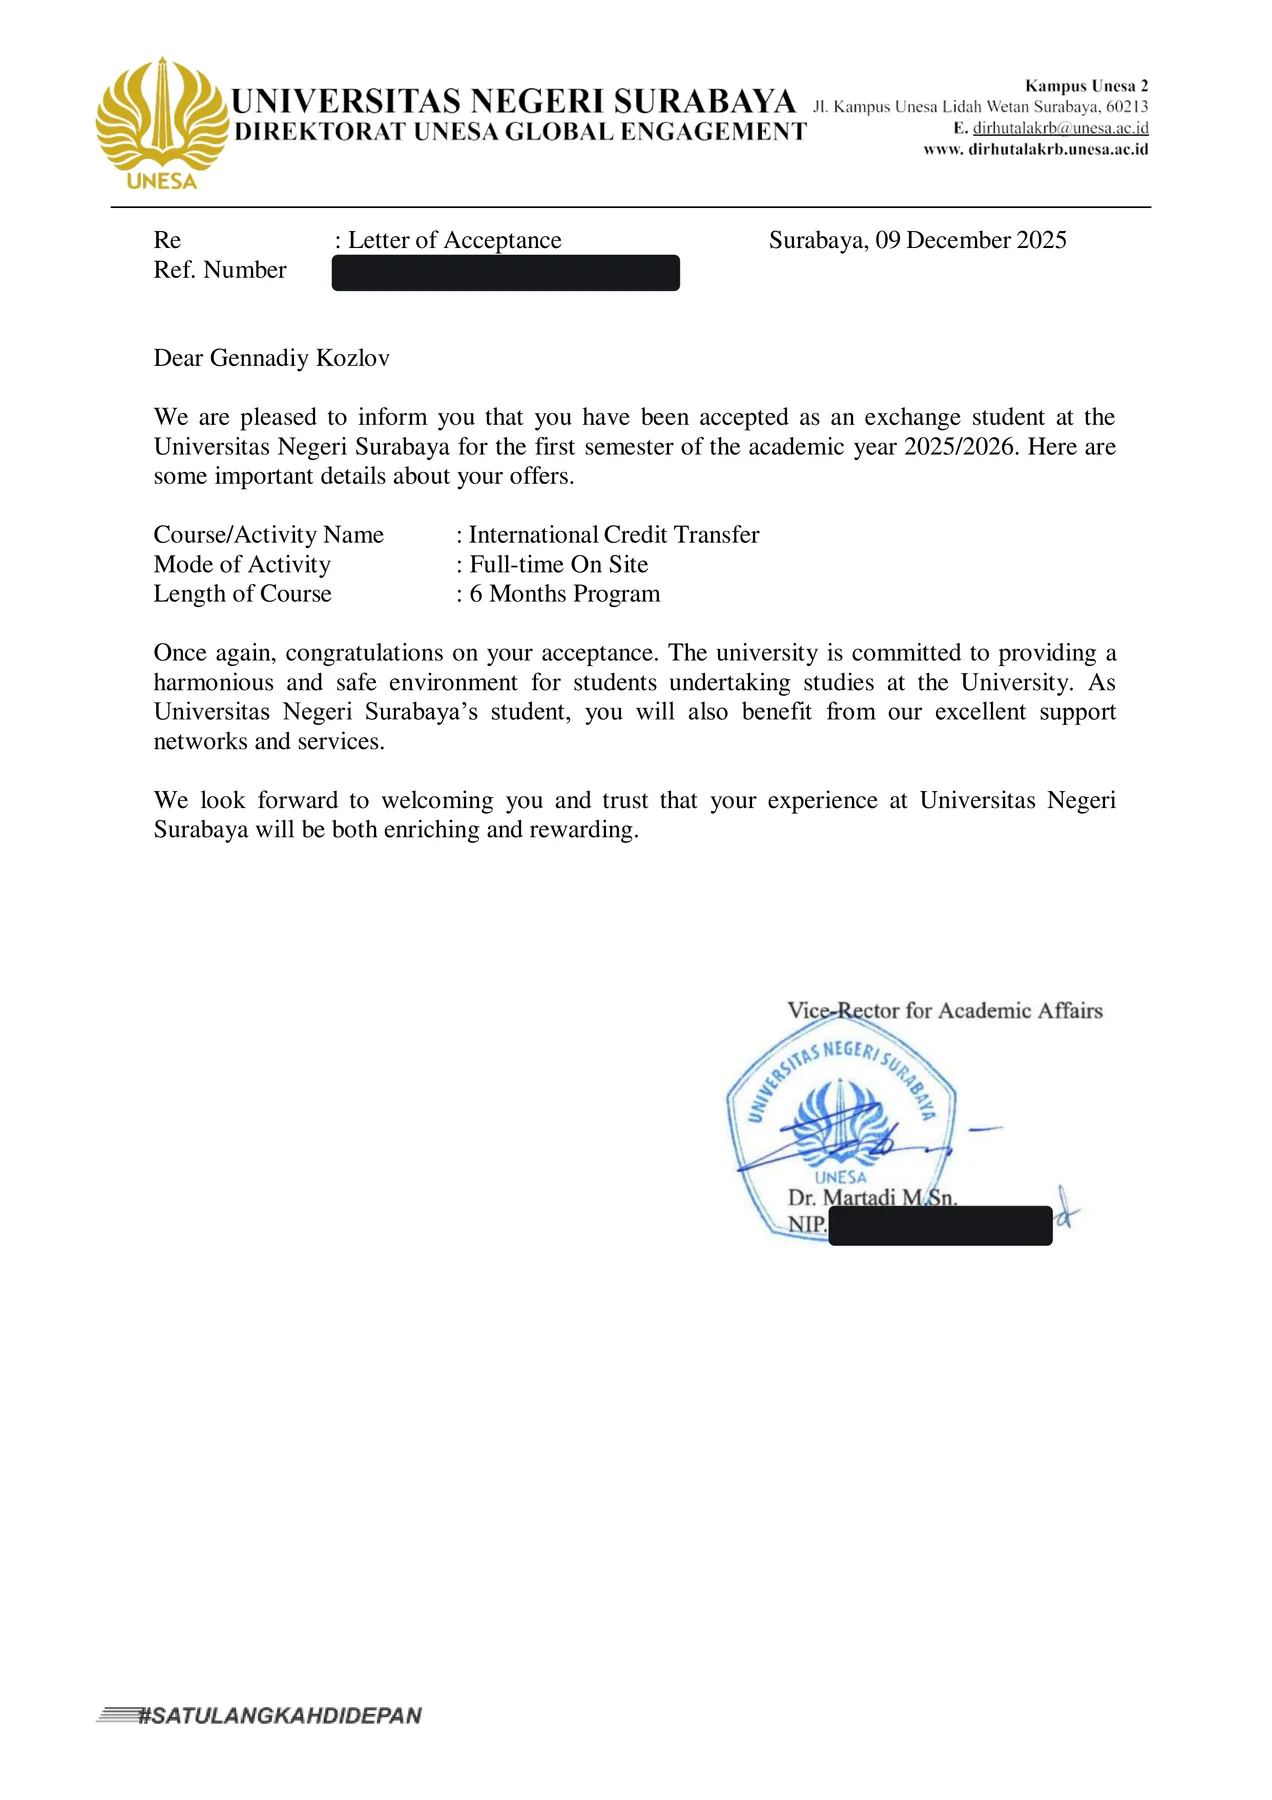 UNIVERSITAS NEGERI SURABAYA
DIREKTORAT UNESA GLOBAL ENGAGEMENT
UNESA
Kampus Unesa 2
Jl. Kampus Unesa Lidah Wetan Surabaya, 60213
E. dirhutalakrb@unesa.ac.id
www. dirhutalakrb.unesa.ac.id
Re : Letter of Acceptance Surabaya, 09 December 2025
Ref. Number
Dear Gennadiy Kozlov
We are pleased to inform you that you have been accepted as an exchange student at the
Universitas Negeri Surabaya for the first semester of the academic year 2025/2026. Here are
some important details about your offers.
Course/Activity Name : International Credit Transfer
Mode of Activity : Full-time On Site
Length of Course : 6 Months Program
Once again, congratulations on your acceptance. The university is committed to providing a
harmonious and safe environment for students undertaking studies at the University. As
Universitas Negeri Surabaya’s student, you will also benefit from our excellent support
networks and services.
We look forward to welcoming you and trust that your experience at Universitas Negeri
Surabaya will be both enriching and rewarding.
Vice-Rector for Academic Affairs
UNIVERSITAS NEGERI SURABAYA
UNESA
Dr. Martadi M.Sn.
NIP.
#SATULANGKAHDIDEPAN